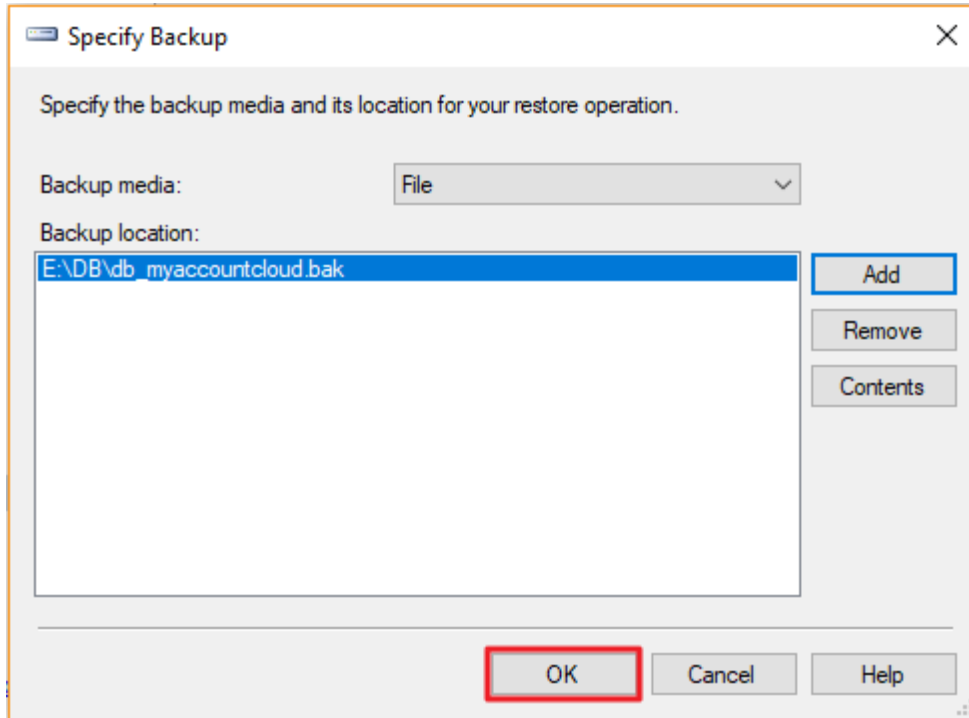 Specify Backup
Specify the backup media and its location for your restore operation.
Backup media:
File
Backup location:
E:\DB\db_myaccountcloud.bak
Add
Remove
Contents
OK
Cancel
Help